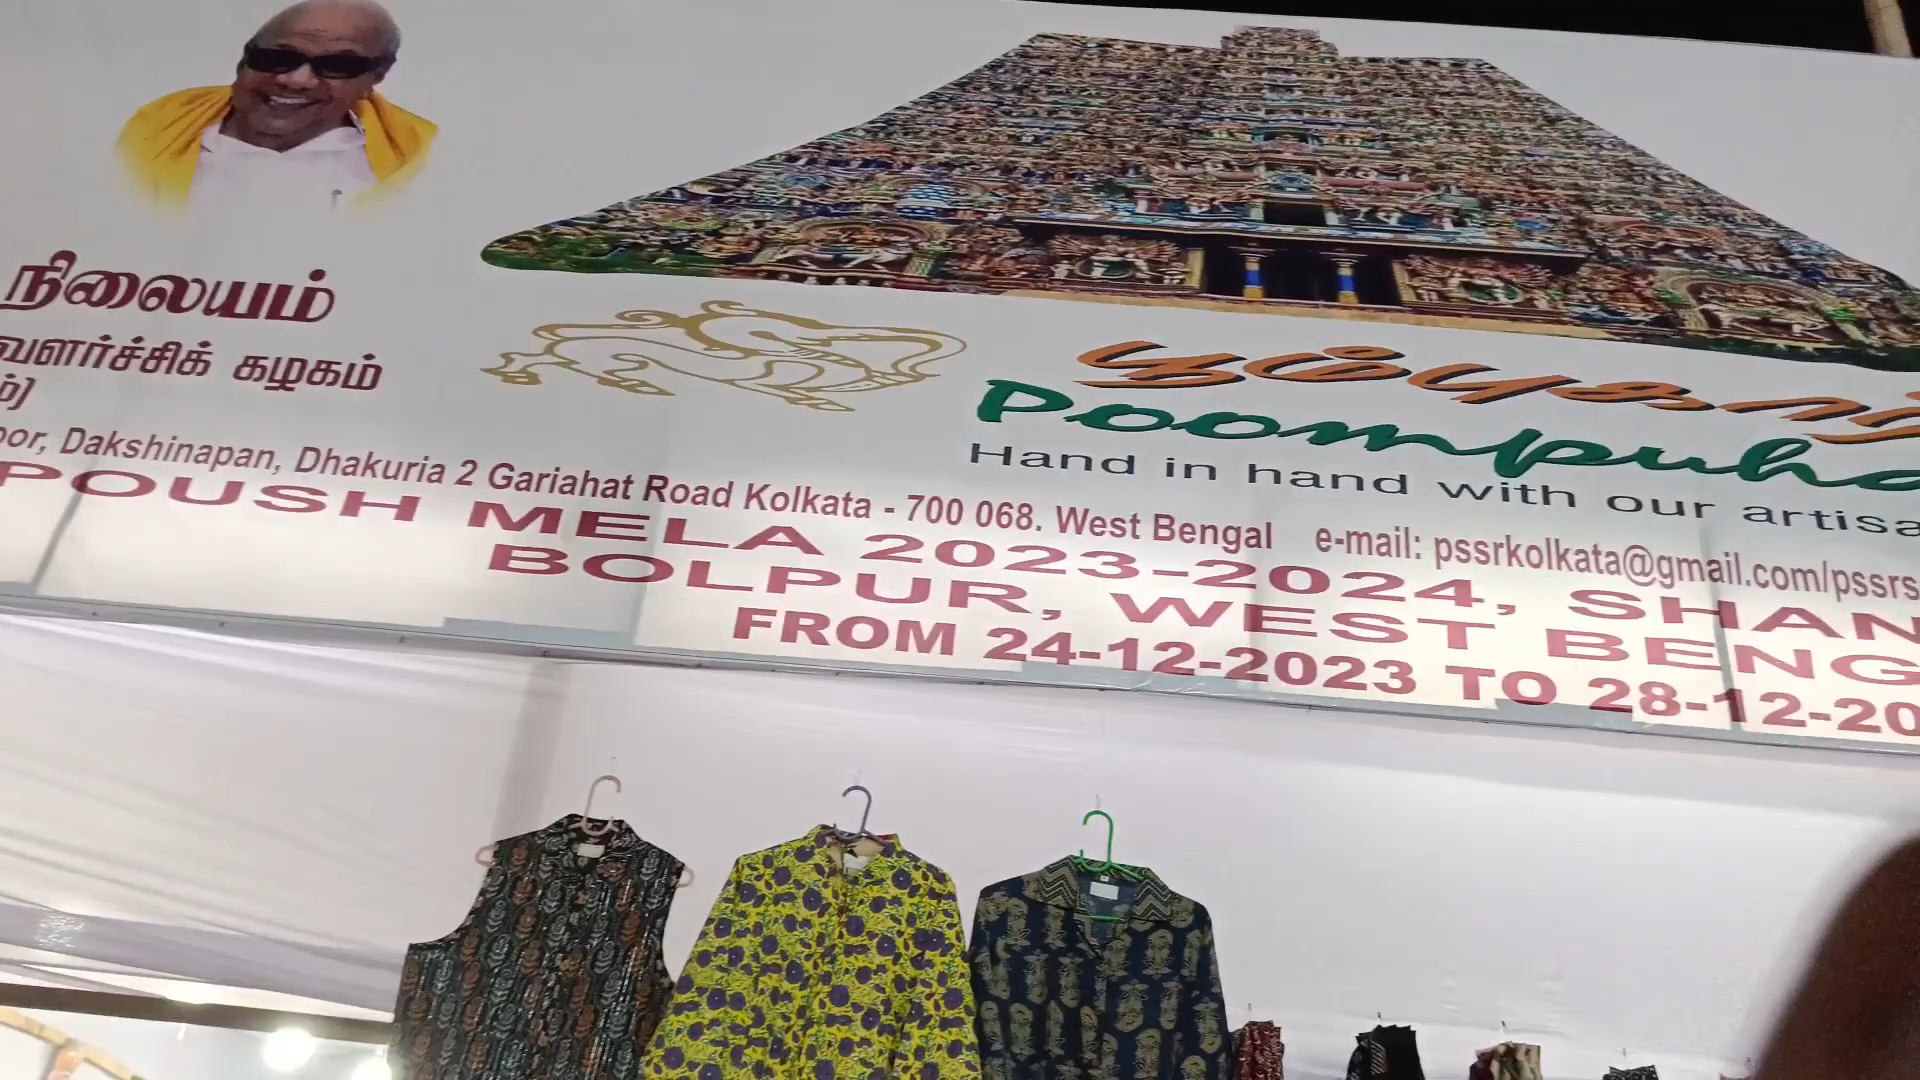 நிலையம்
வளர்ச்சிக் கழகம்
Poompuha
Hand in hand with our artisa
oor, Dakshinapan, Dhakuria 2 Gariahat Road Kolkata - 700 068. West Bengal e-mail: pssrkolkata@gmail.com/pssrs
POUSH MELA 2023-2024, SHAN
BOLPUR, WEST BENG
FROM 24-12-2023 TO 28-12-20